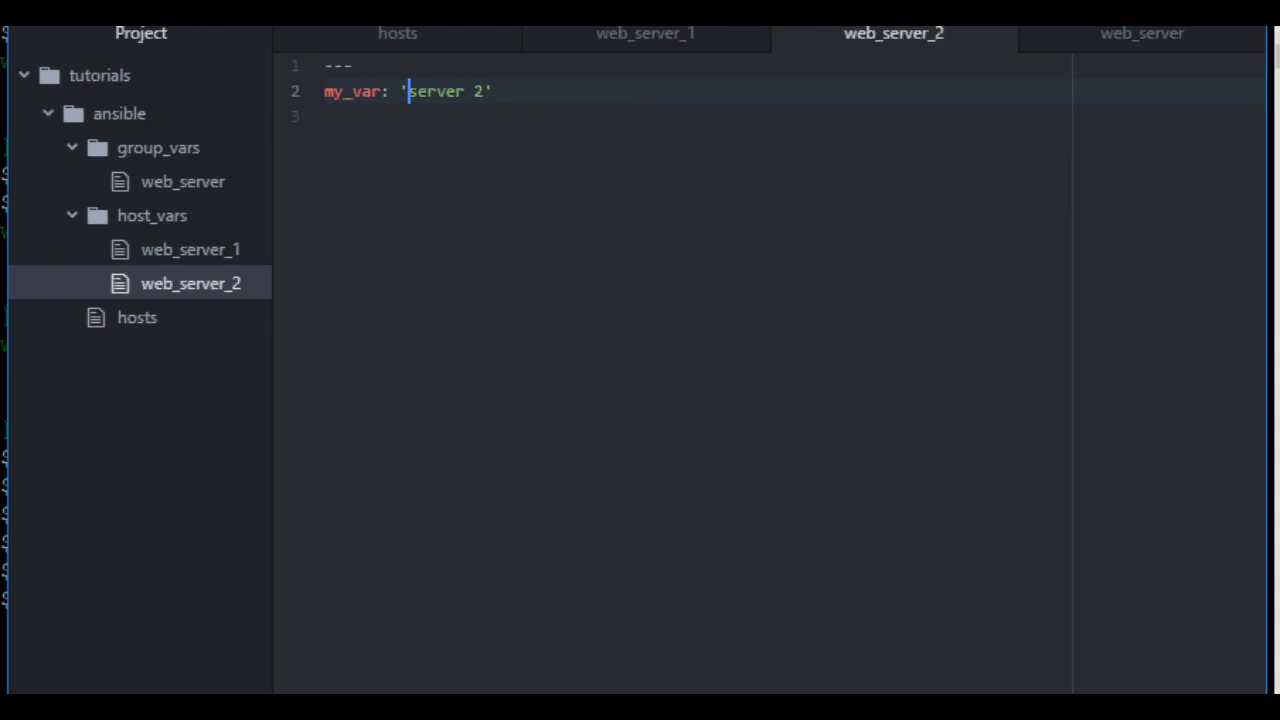 Project
hosts
web_server_1
web_server_2
web_server
tutorials
ansible
group_vars
web_server
host_vars
web_server_1
web_server_2
hosts
1 ---
2 my_var: 'server 2'
3